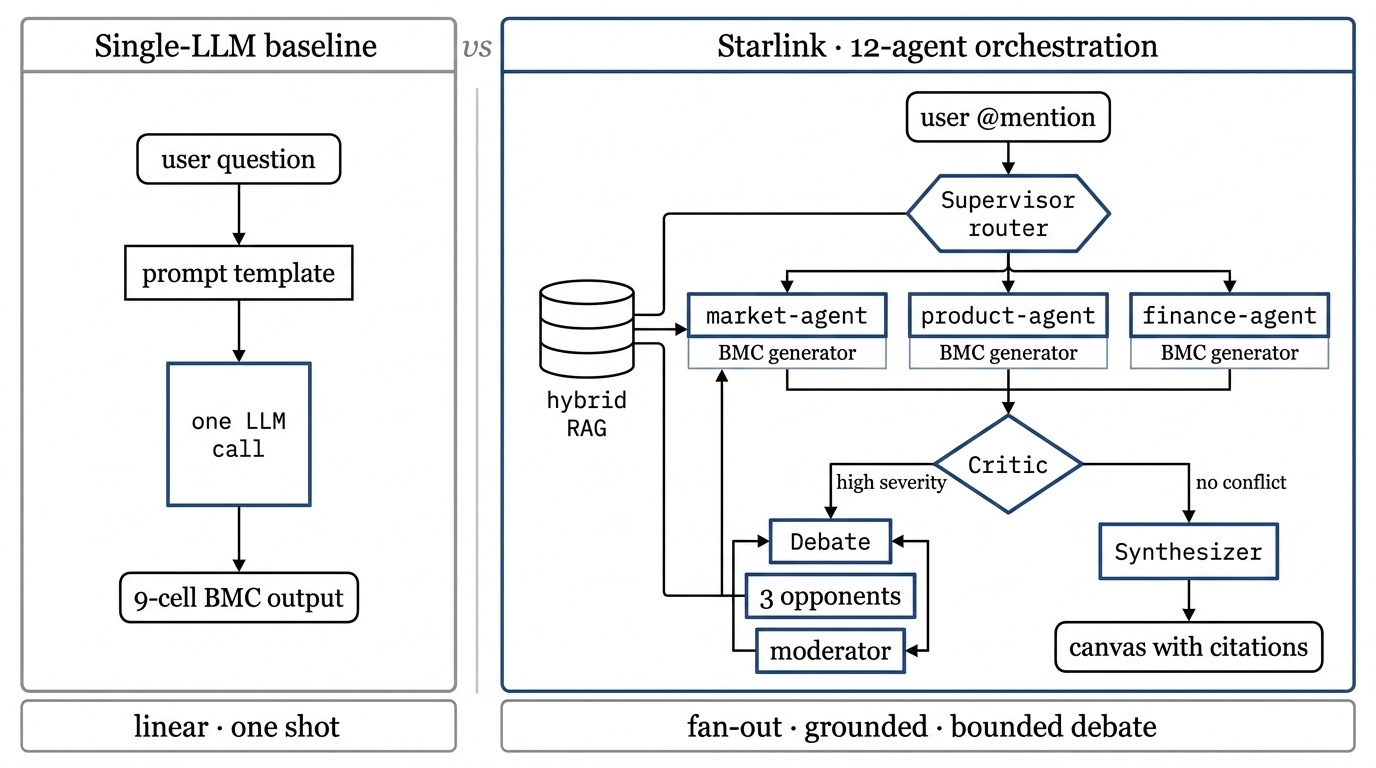 Single-LLM baseline
vs
Starlink · 12-agent orchestration
user question
prompt template
one LLM
call
9-cell BMC output
linear · one shot
user @mention
Supervisor
router
hybrid
RAG
market-agent
BMC generator
product-agent
BMC generator
finance-agent
BMC generator
Critic
high severity
no conflict
Debate
3 opponents
moderator
Synthesizer
canvas with citations
fan-out · grounded · bounded debate